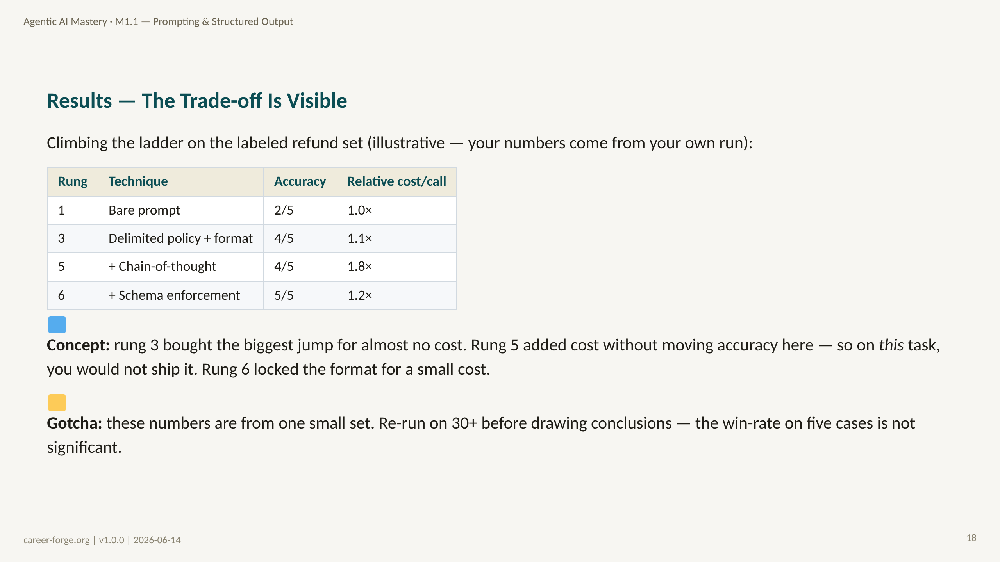 Agentic AI Mastery · M1.1 — Prompting & Structured Output
Results — The Trade-off Is Visible
Climbing the ladder on the labeled refund set (illustrative — your numbers come from your own run):
Rung Technique Accuracy Relative cost/call
1 Bare prompt 2/5 1.0×
3 Delimited policy + format 4/5 1.1×
5 + Chain-of-thought 4/5 1.8×
6 + Schema enforcement 5/5 1.2×
Concept: rung 3 bought the biggest jump for almost no cost. Rung 5 added cost without moving accuracy here — so on this task,
you would not ship it. Rung 6 locked the format for a small cost.
Gotcha: these numbers are from one small set. Re-run on 30+ before drawing conclusions — the win-rate on five cases is not
significant.
career-forge.org | v1.0.0 | 2026-06-14
18